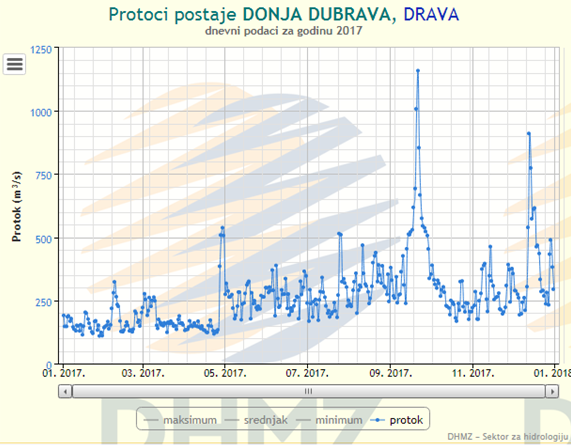 Protoci postaje DONJA DUBRAVA, DRAVA
dnevni podaci za godinu 2017
Protok (m³/s)
1250
1000
750
500
250
0
01. 2017.
03. 2017.
05. 2017.
07. 2017.
09. 2017.
11. 2017.
01. 2018
maksimum
srednjak
minimum
protok
DHMZ
DHMZ – Sektor za hidrologiju